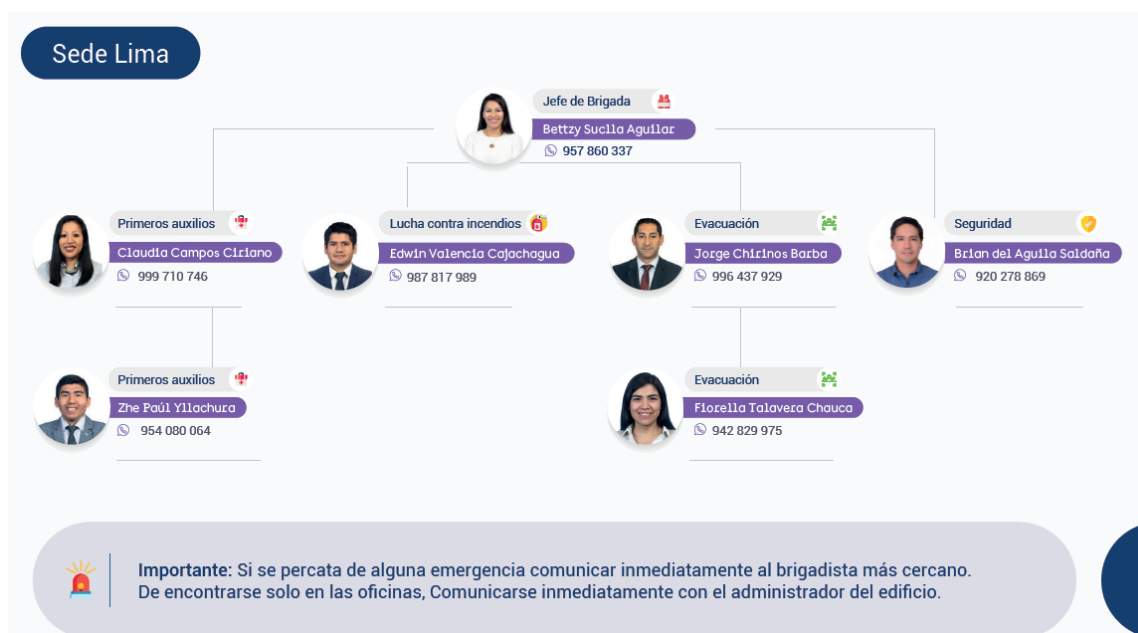 Sede Lima
Jefe de Brigada
Bettzy Suclla Aguilar
957 860 337
Primeros auxilios
Claudia Campos Ciriano
999 710 746
Lucha contra incendios
Edwin Valencia Cajachagua
987 817 989
Evacuación
Jorge Chirinos Barba
996 437 929
Seguridad
Brian del Aguila Saldaña
920 278 869
Primeros auxilios
Zhe Paúl Yllachura
954 080 064
Evacuación
Fiorella Talavera Chauca
942 829 975
Importante: Si se percata de alguna emergencia comunicar inmediatamente al brigadista más cercano.
De encontrarse solo en las oficinas, Comunicarse inmediatamente con el administrador del edificio.